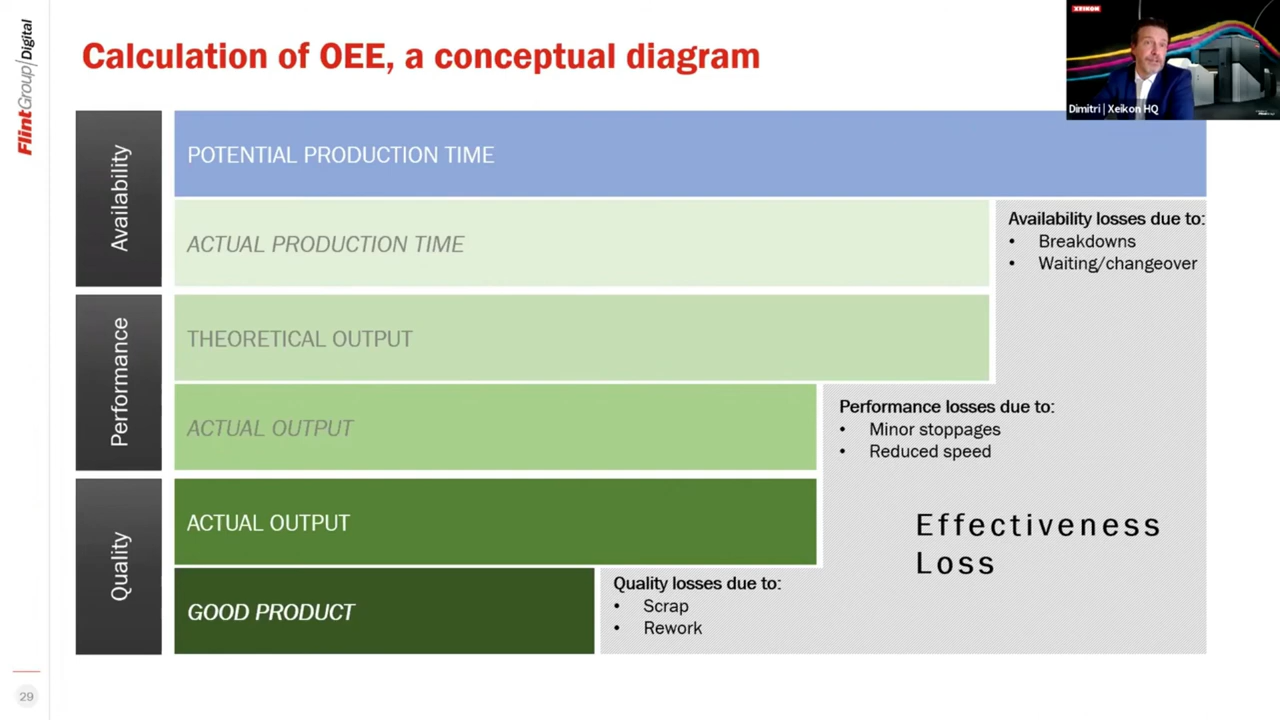 FlintGroup | Digital
Calculation of OEE, a conceptual diagram
XEIKON
Dimitri | Xeikon HQ
Availability
POTENTIAL PRODUCTION TIME
ACTUAL PRODUCTION TIME
Availability losses due to:
• Breakdowns
• Waiting/changeover
Performance
THEORETICAL OUTPUT
ACTUAL OUTPUT
Performance losses due to:
• Minor stoppages
• Reduced speed
Quality
ACTUAL OUTPUT
GOOD PRODUCT
Quality losses due to:
• Scrap
• Rework
Effectiveness
Loss
29